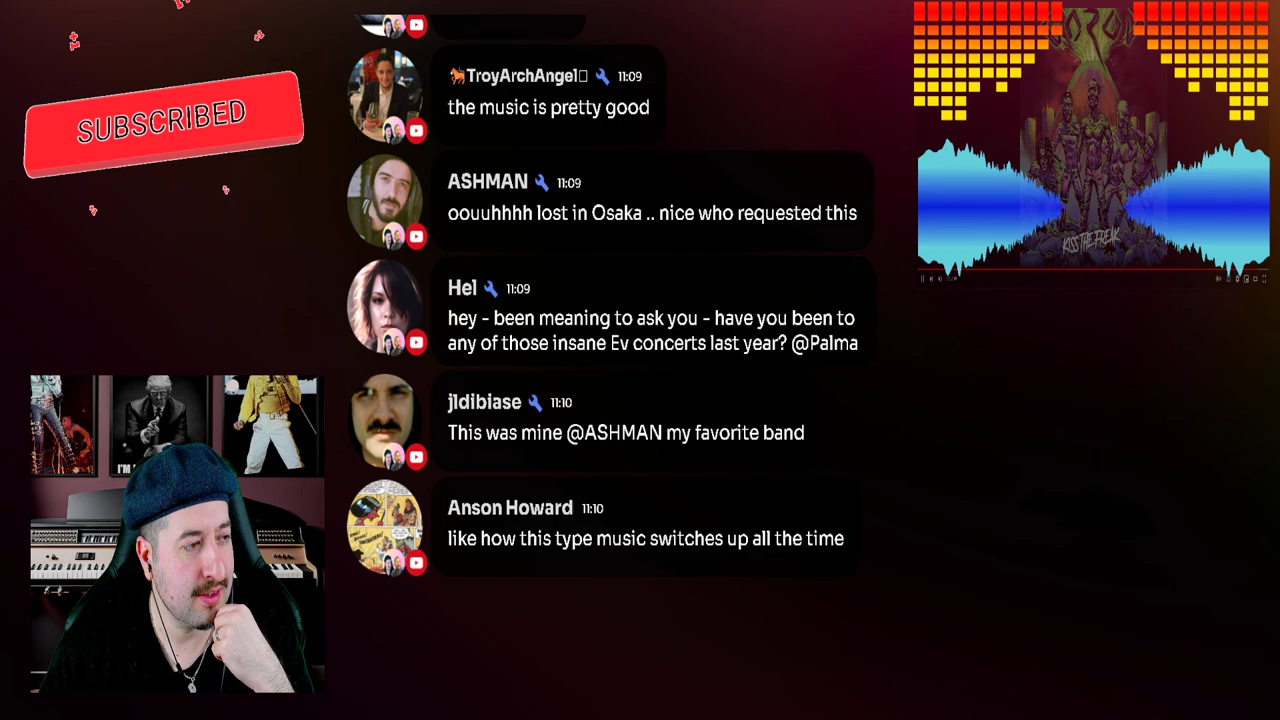 SUBSCRIBED
🐂TroyArchAngel 11:09
the music is pretty good
ASHMAN 11:09
oouuhhhh lost in Osaka .. nice who requested this
Hel 11:09
hey - been meaning to ask you - have you been to
any of those insane Ev concerts last year? @Palma
jldibiase 11:10
This was mine @ASHMAN my favorite band
Anson Howard 11:10
like how this type music switches up all the time
KISS THE FREAK
I'M